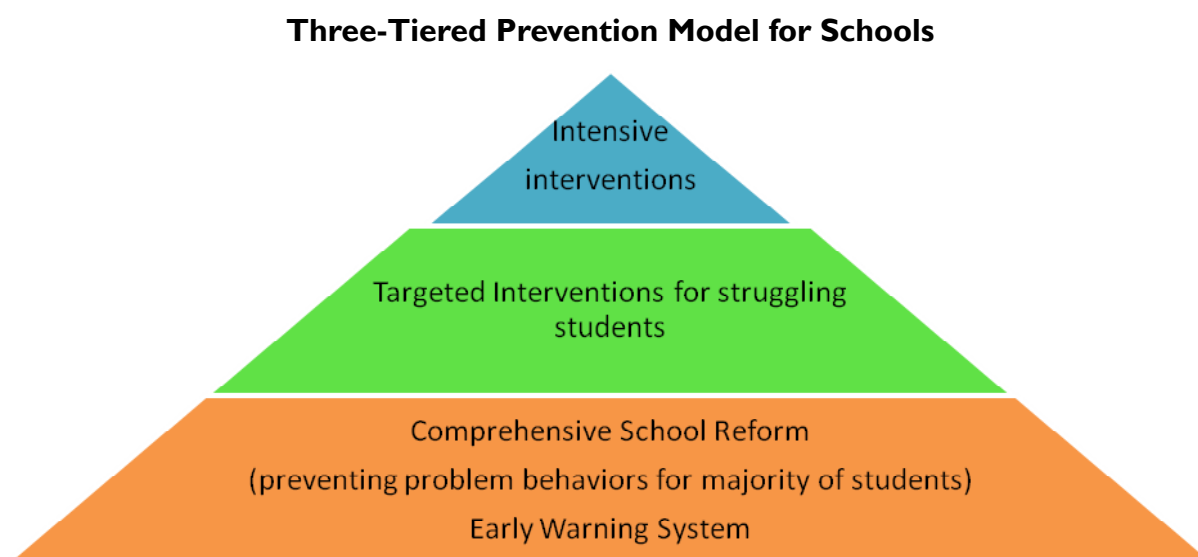 Three-Tiered Prevention Model for Schools
Intensive
interventions
Targeted Interventions for struggling
students
Comprehensive School Reform
(preventing problem behaviors for majority of students)
Early Warning System